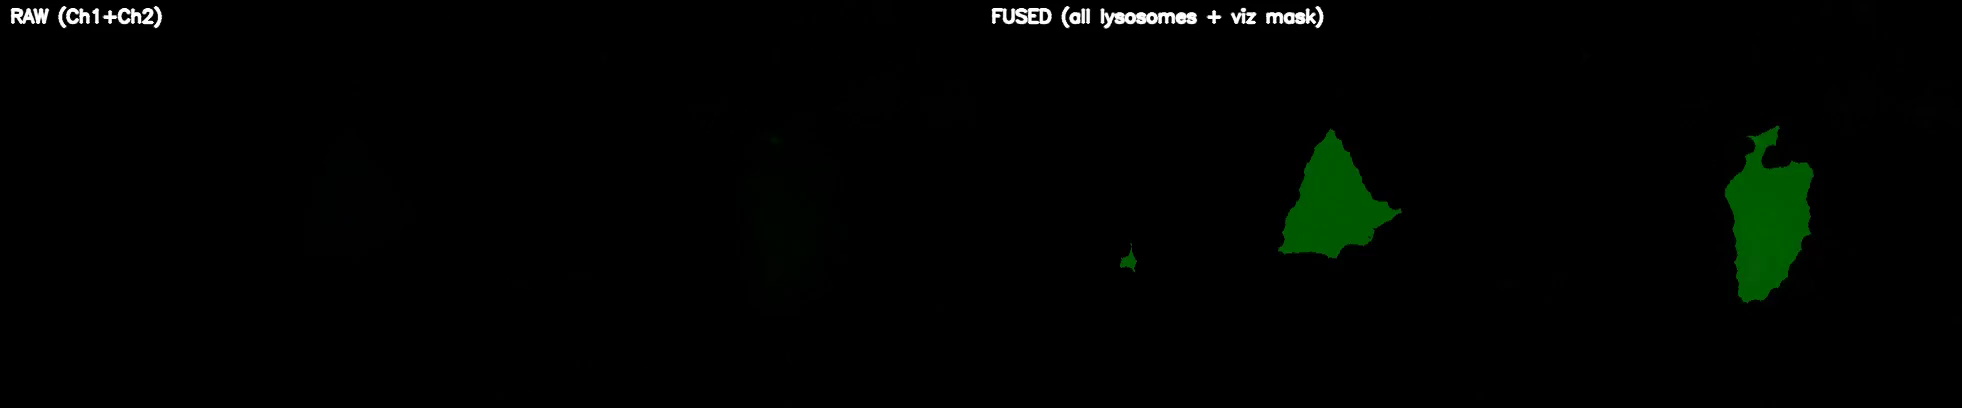 RAW (Ch1+Ch2)
FUSED (all lysosomes + viz mask)